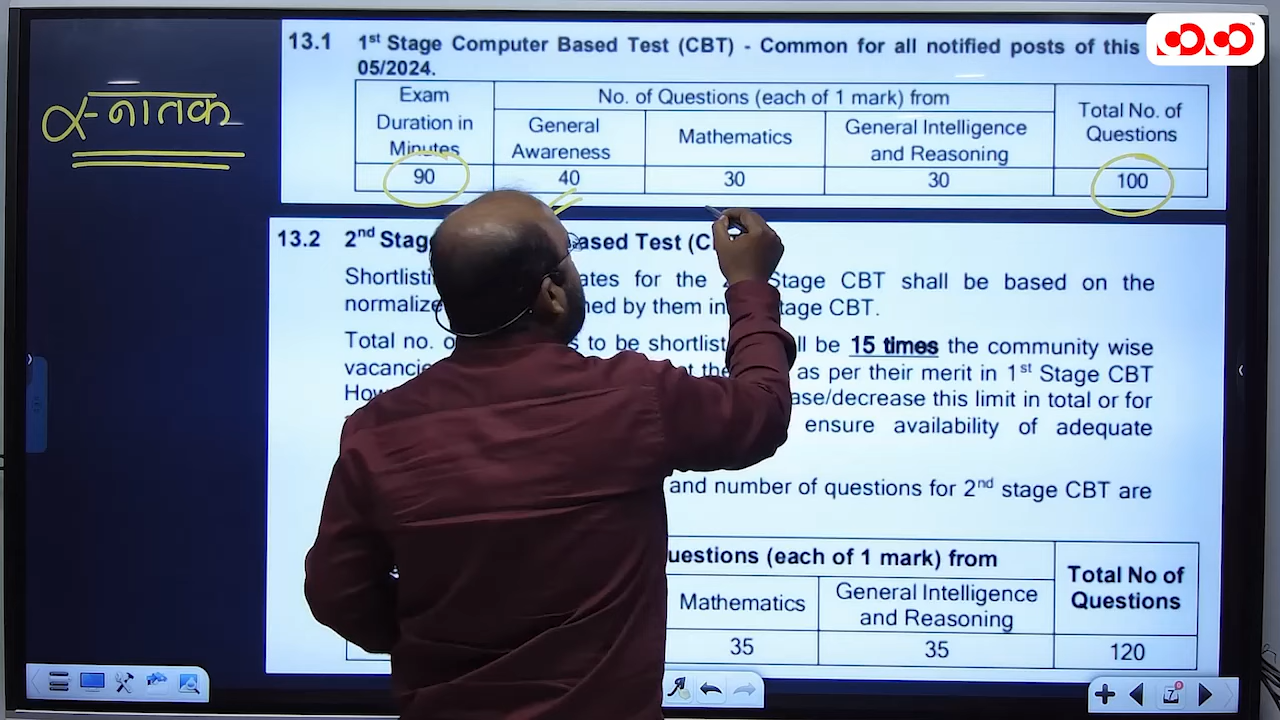 13.1 1st Stage Computer Based Test (CBT) - Common for all notified posts of this
05/2024.
Exam Duration in Minutes
No. of Questions (each of 1 mark) from
Total No. of Questions
General Awareness
Mathematics
General Intelligence and Reasoning
90 40 30 30 100
नातक
13.2 2nd Stag ased Test (C
Shortlisti ates for the Stage CBT shall be based on the
normalize ned by them in tage CBT.
Total no. o s to be shortlist ll be 15 times the community wise
vacancie t the as per their merit in 1st Stage CBT
How ase/decrease this limit in total or for
ensure availability of adequate
and number of questions for 2nd stage CBT are
uestions (each of 1 mark) from
Total No of Questions
Mathematics
General Intelligence and Reasoning
35 35 120
7